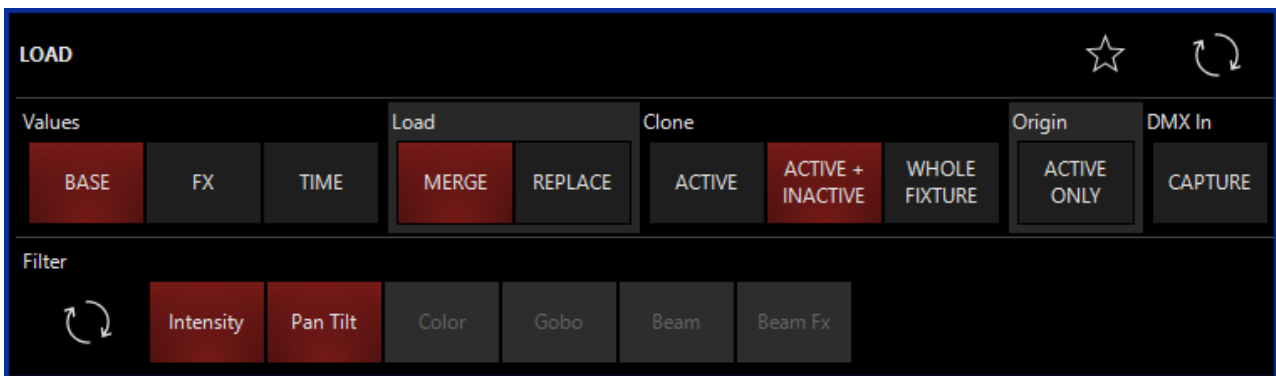 LOAD
Values Load Clone Origin DMX In
BASE FX TIME MERGE REPLACE ACTIVE ACTIVE + INACTIVE WHOLE FIXTURE ACTIVE ONLY CAPTURE
Filter
Intensity Pan Tilt Color Gobo Beam Beam Fx